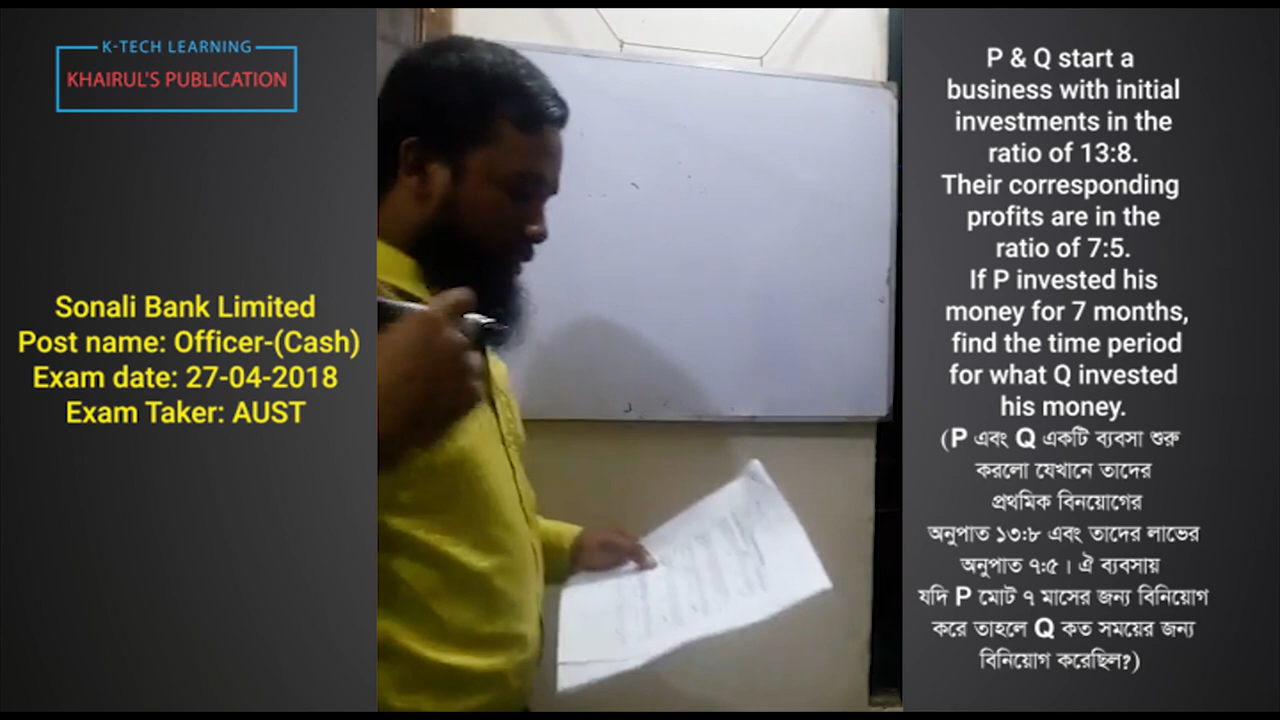 K-TECH LEARNING
KHAIRUL'S PUBLICATION
Sonali Bank Limited
Post name: Officer-(Cash)
Exam date: 27-04-2018
Exam Taker: AUST
P & Q start a
business with initial
investments in the
ratio of 13:8.
Their corresponding
profits are in the
ratio of 7:5.
If P invested his
money for 7 months,
find the time period
for what Q invested
his money.
(P এবং Q একটি ব্যবসা শুরু
করলো যেখানে তাদের
প্রথমিক বিনয়োগের
অনুপাত ১৩:৮ এবং তাদের লাভের
অনুপাত ৭:৫। ঐ ব্যবসায়
যদি P মোট ৭ মাসের জন্য বিনিয়োগ
করে তাহলে Q কত সময়ের জন্য
বিনিয়োগ করেছিল?)